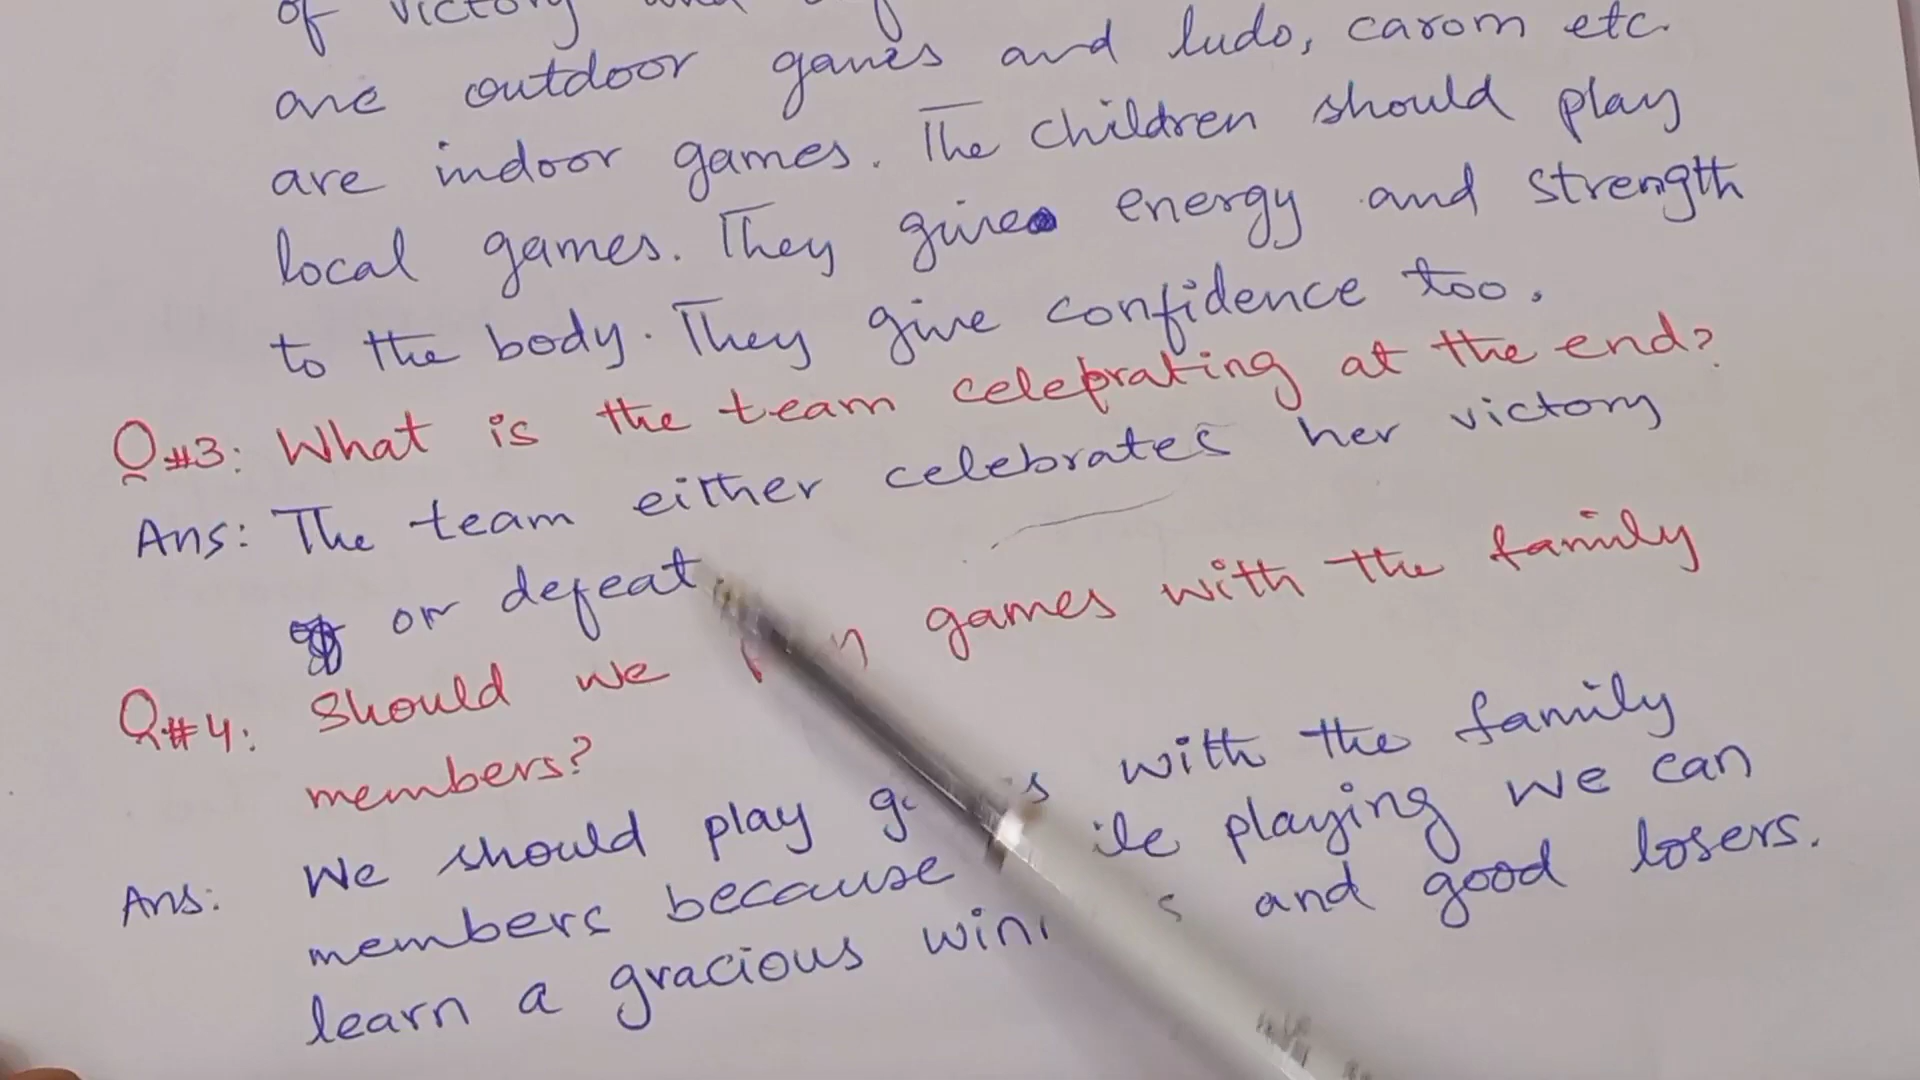 of victory and
are outdoor games and ludo, carom etc.
are indoor games. The children should play
local games. They give energy and strength
to the body. They give confidence too.
Q#3: What is the team celebrating at the end?
Ans: The team either celebrates her victory
or defeat.
Q#4: Should we games with the family
members?
Ans: We should play with the family
members because playing we can
learn a gracious and good losers.